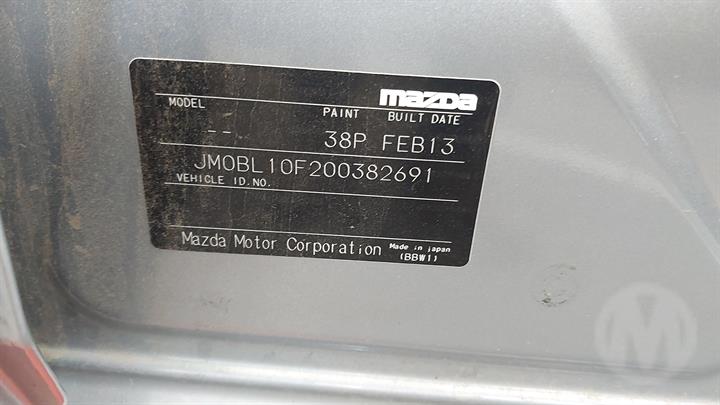 mazda
MODEL PAINT BUILT DATE
-- 38P FEB13
JM0BL10F200382691
VEHICLE ID.NO.
Mazda Motor Corporation Made in japan
(BBW1)
M